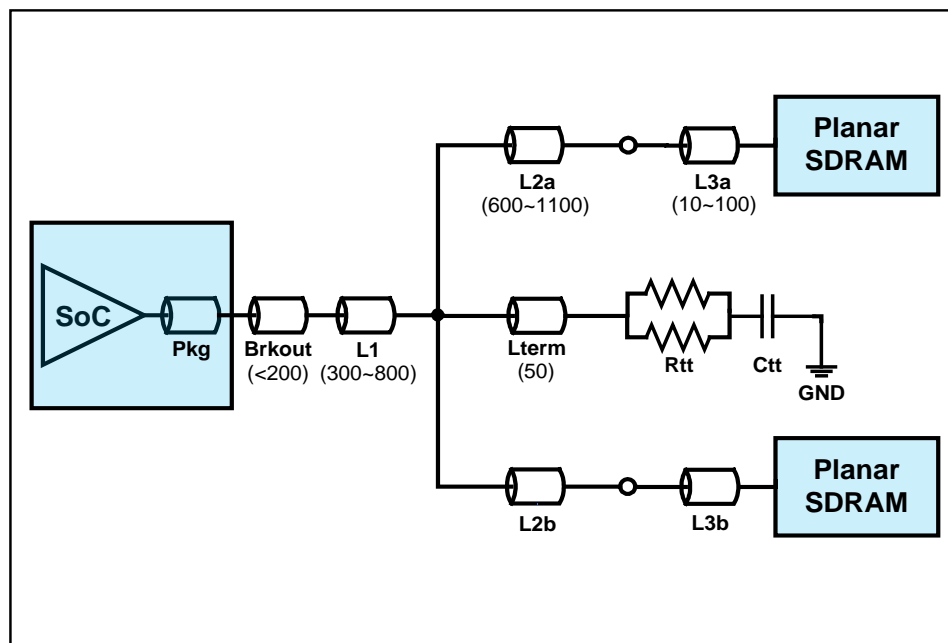 Planar
SDRAM
L2a
(600~1100)
L3a
(10~100)
SoC
Pkg
Brkout
(<200)
L1
(300~800)
Lterm
(50)
Rtt
Ctt
GND
Planar
SDRAM
L2b
L3b